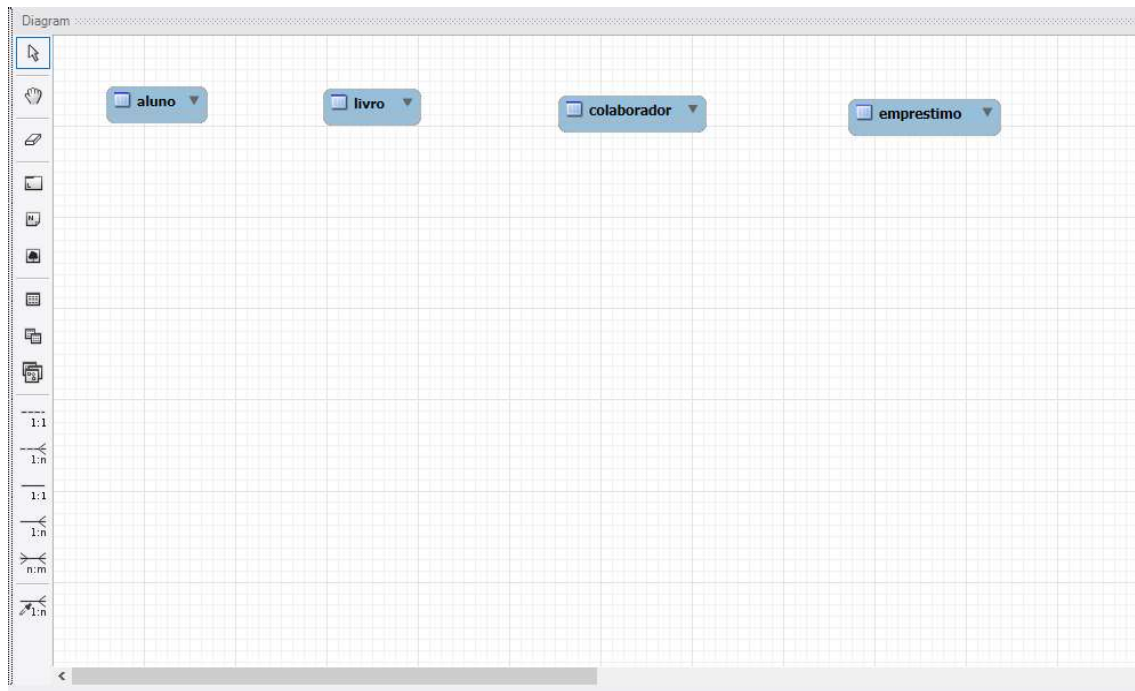 Diagram
aluno
livro
colaborador
emprestimo
1:1
1:n
1:1
1:n
n:m
1:n